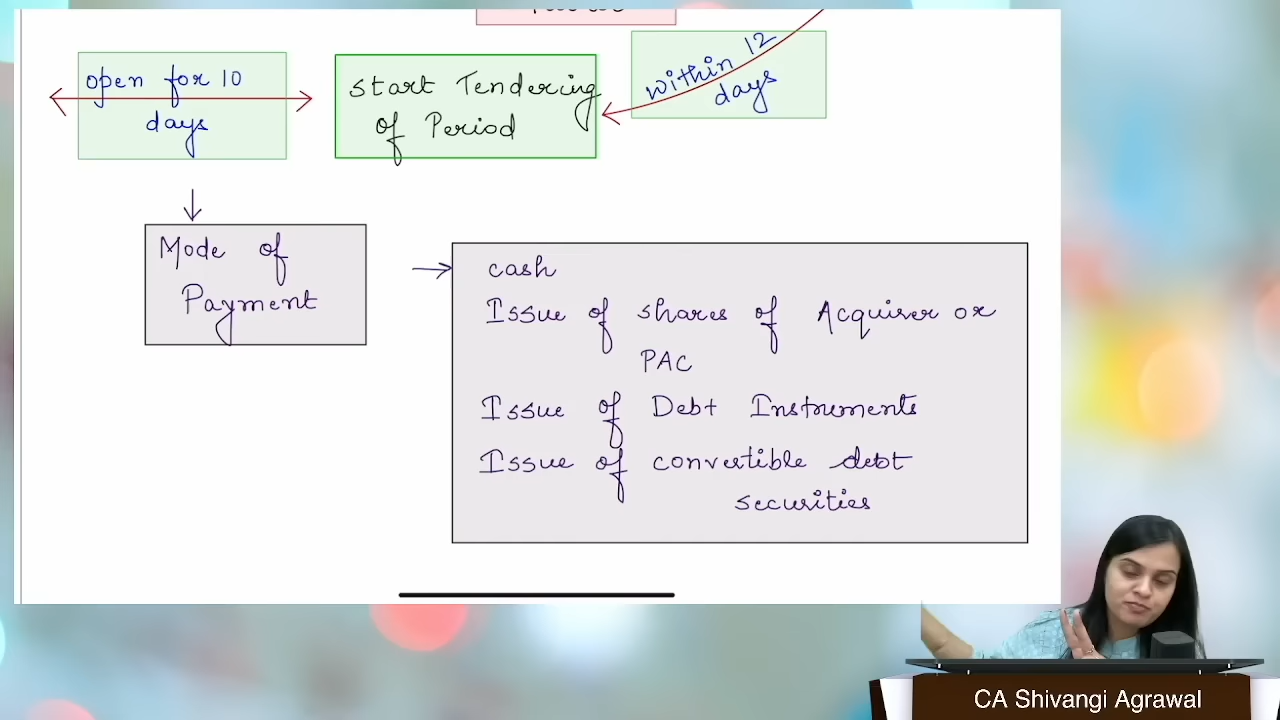 open for 10
days
start Tendering
of Period
within 12
days
Mode of
Payment
cash
Issue of shares of Acquirer or
PAC
Issue of Debt Instruments
Issue of convertible debt
securities
CA Shivangi Agrawal